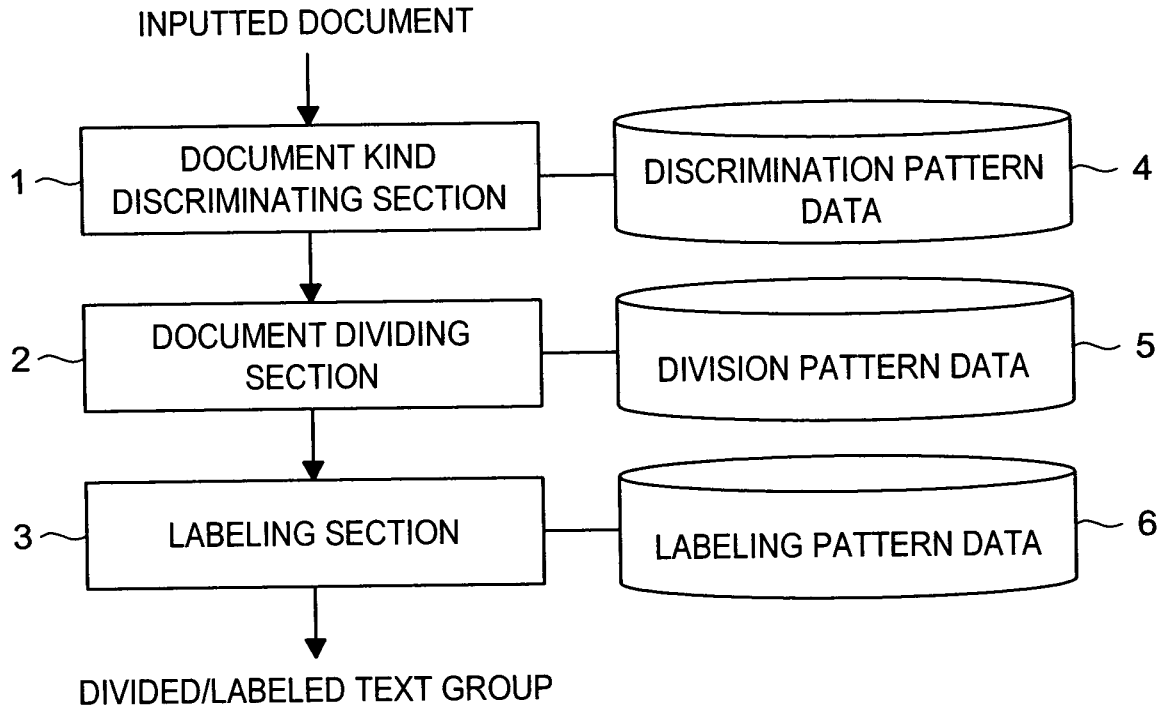 INPUTTED DOCUMENT
1
DOCUMENT KIND
DISCRIMINATING SECTION
DISCRIMINATION PATTERN
DATA
4
2
DOCUMENT DIVIDING
SECTION
DIVISION PATTERN DATA
5
3
LABELING SECTION
LABELING PATTERN DATA
6
DIVIDED/LABELED TEXT GROUP